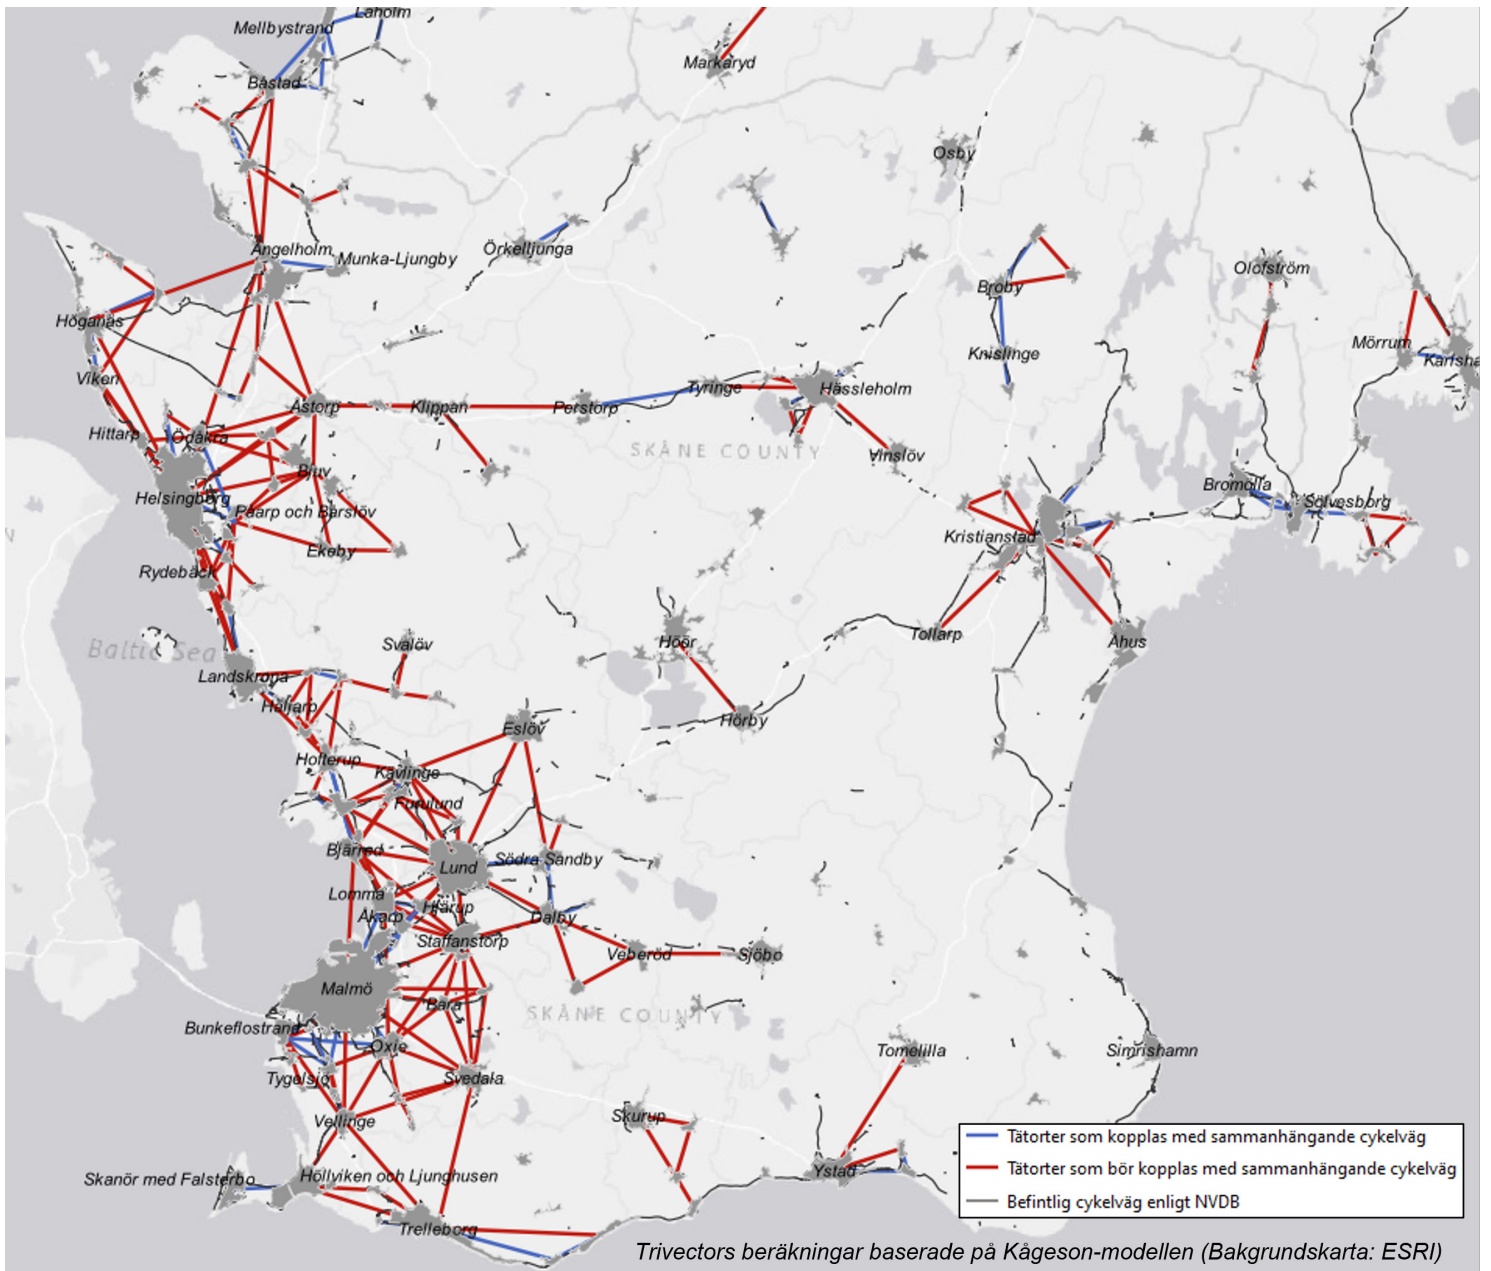 Laholm
Mellbystrand
Markaryd
Båstad
Osby
Ängelholm
Munka-Ljungby
Örkelljunga
Olofström
Broby
Höganäs
Mörrum
Knislinge
Karlsha
Viken
Tyringe
Hässleholm
Åstorp
Klippan
Perstorp
Hittarp
Ödåkra
SKÅNE COUNTY
Vinslöv
Bjuv
Bromölla
Helsingborg
Sölvesborg
Påarp och Bårslöv
Kristianstad
Ekeby
Rydebäck
Tollarp
Åhus
Baltic Sea
Svalöv
Höör
Landskrona
Häljarp
Hörby
Eslöv
Hofterup
Kävlinge
Furulund
Bjärred
Södra Sandby
Lund
Lomma
Hjärup
Åkarp
Dalby
Staffanstorp
Veberöd
Sjöbo
Malmö
Bara
SKÅNE COUNTY
Bunkeflostrand
Oxie
Tomelilla
Simrishamn
Tygelsjö
Svedala
Vellinge
Skurup
Skanör med Falsterbo
Höllviken och Ljunghusen
Ystad
Trelleborg
Tätorter som kopplas med sammanhängande cykelväg
Tätorter som bör kopplas med sammanhängande cykelväg
Befintlig cykelväg enligt NVDB
Trivectors beräkningar baserade på Kågeson-modellen (Bakgrundskarta: ESRI)